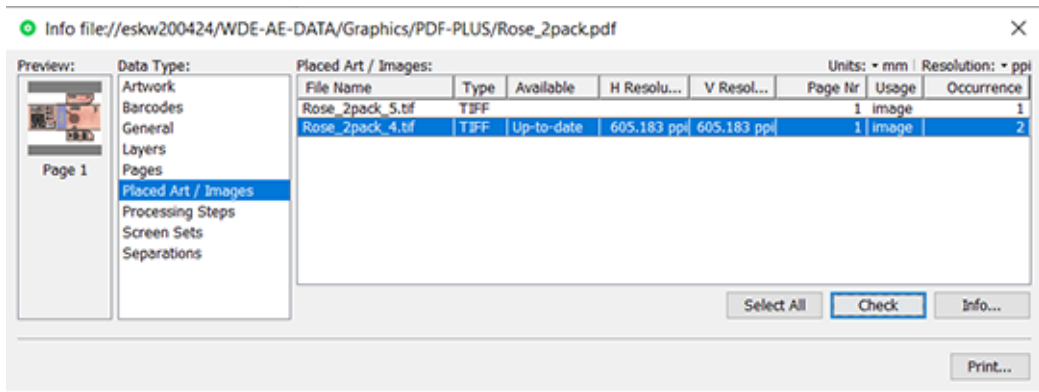 Info file://eskw200424/WDE-AE-DATA/Graphics/PDF-PLUS/Rose_2pack.pdf
Preview: Data Type: Placed Art / Images: Units: mm Resolution: ppi
Artwork File Name Type Available H Resolu... V Resol... Page Nr Usage Occurrence
Barcodes Rose_2pack_5.tif TIFF 1 image 1
General Rose_2pack_4.tif TIFF Up-to-date 605.183 ppi 605.183 ppi 1 image 2
Layers
Page 1 Pages
Placed Art / Images
Processing Steps
Screen Sets
Separations
Select All Check Info...
Print...